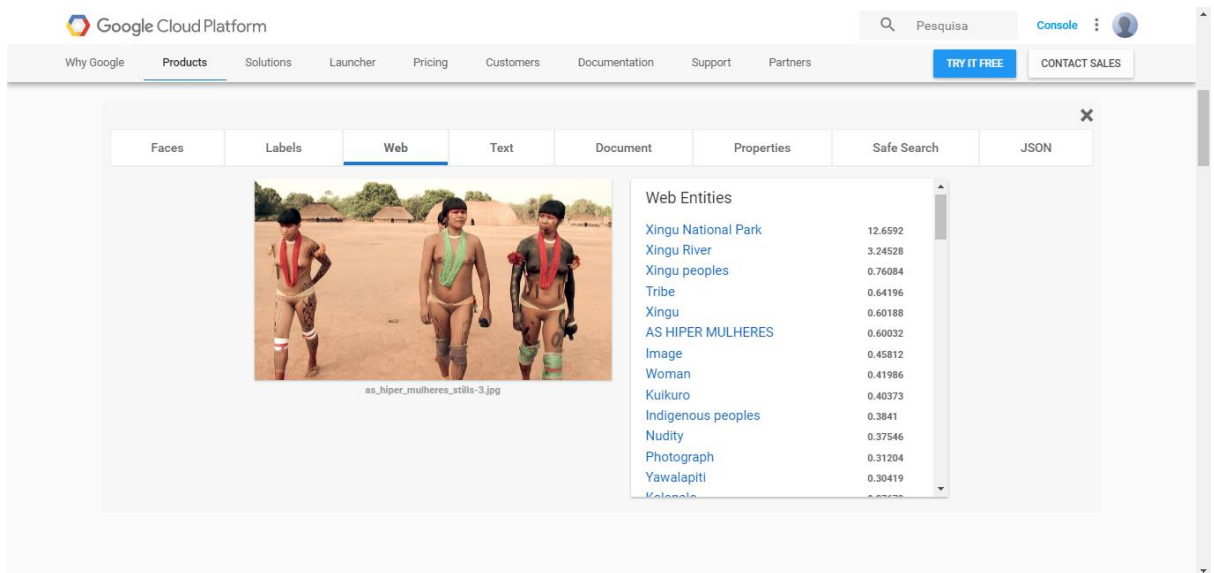 Google Cloud Platform
Pesquisa
Console
Why Google Products Solutions Launcher Pricing Customers Documentation Support Partners
TRY IT FREE
CONTACT SALES
Faces Labels Web Text Document Properties Safe Search JSON
as_hiper_mulheres_stills-3.jpg
Web Entities
Xingu National Park 12.6592
Xingu River 3.24528
Xingu peoples 0.76084
Tribe 0.64196
Xingu 0.60188
AS HIPER MULHERES 0.60032
Image 0.45812
Woman 0.41986
Kuikuro 0.40373
Indigenous peoples 0.3841
Nudity 0.37546
Photograph 0.31204
Yawalapiti 0.30419